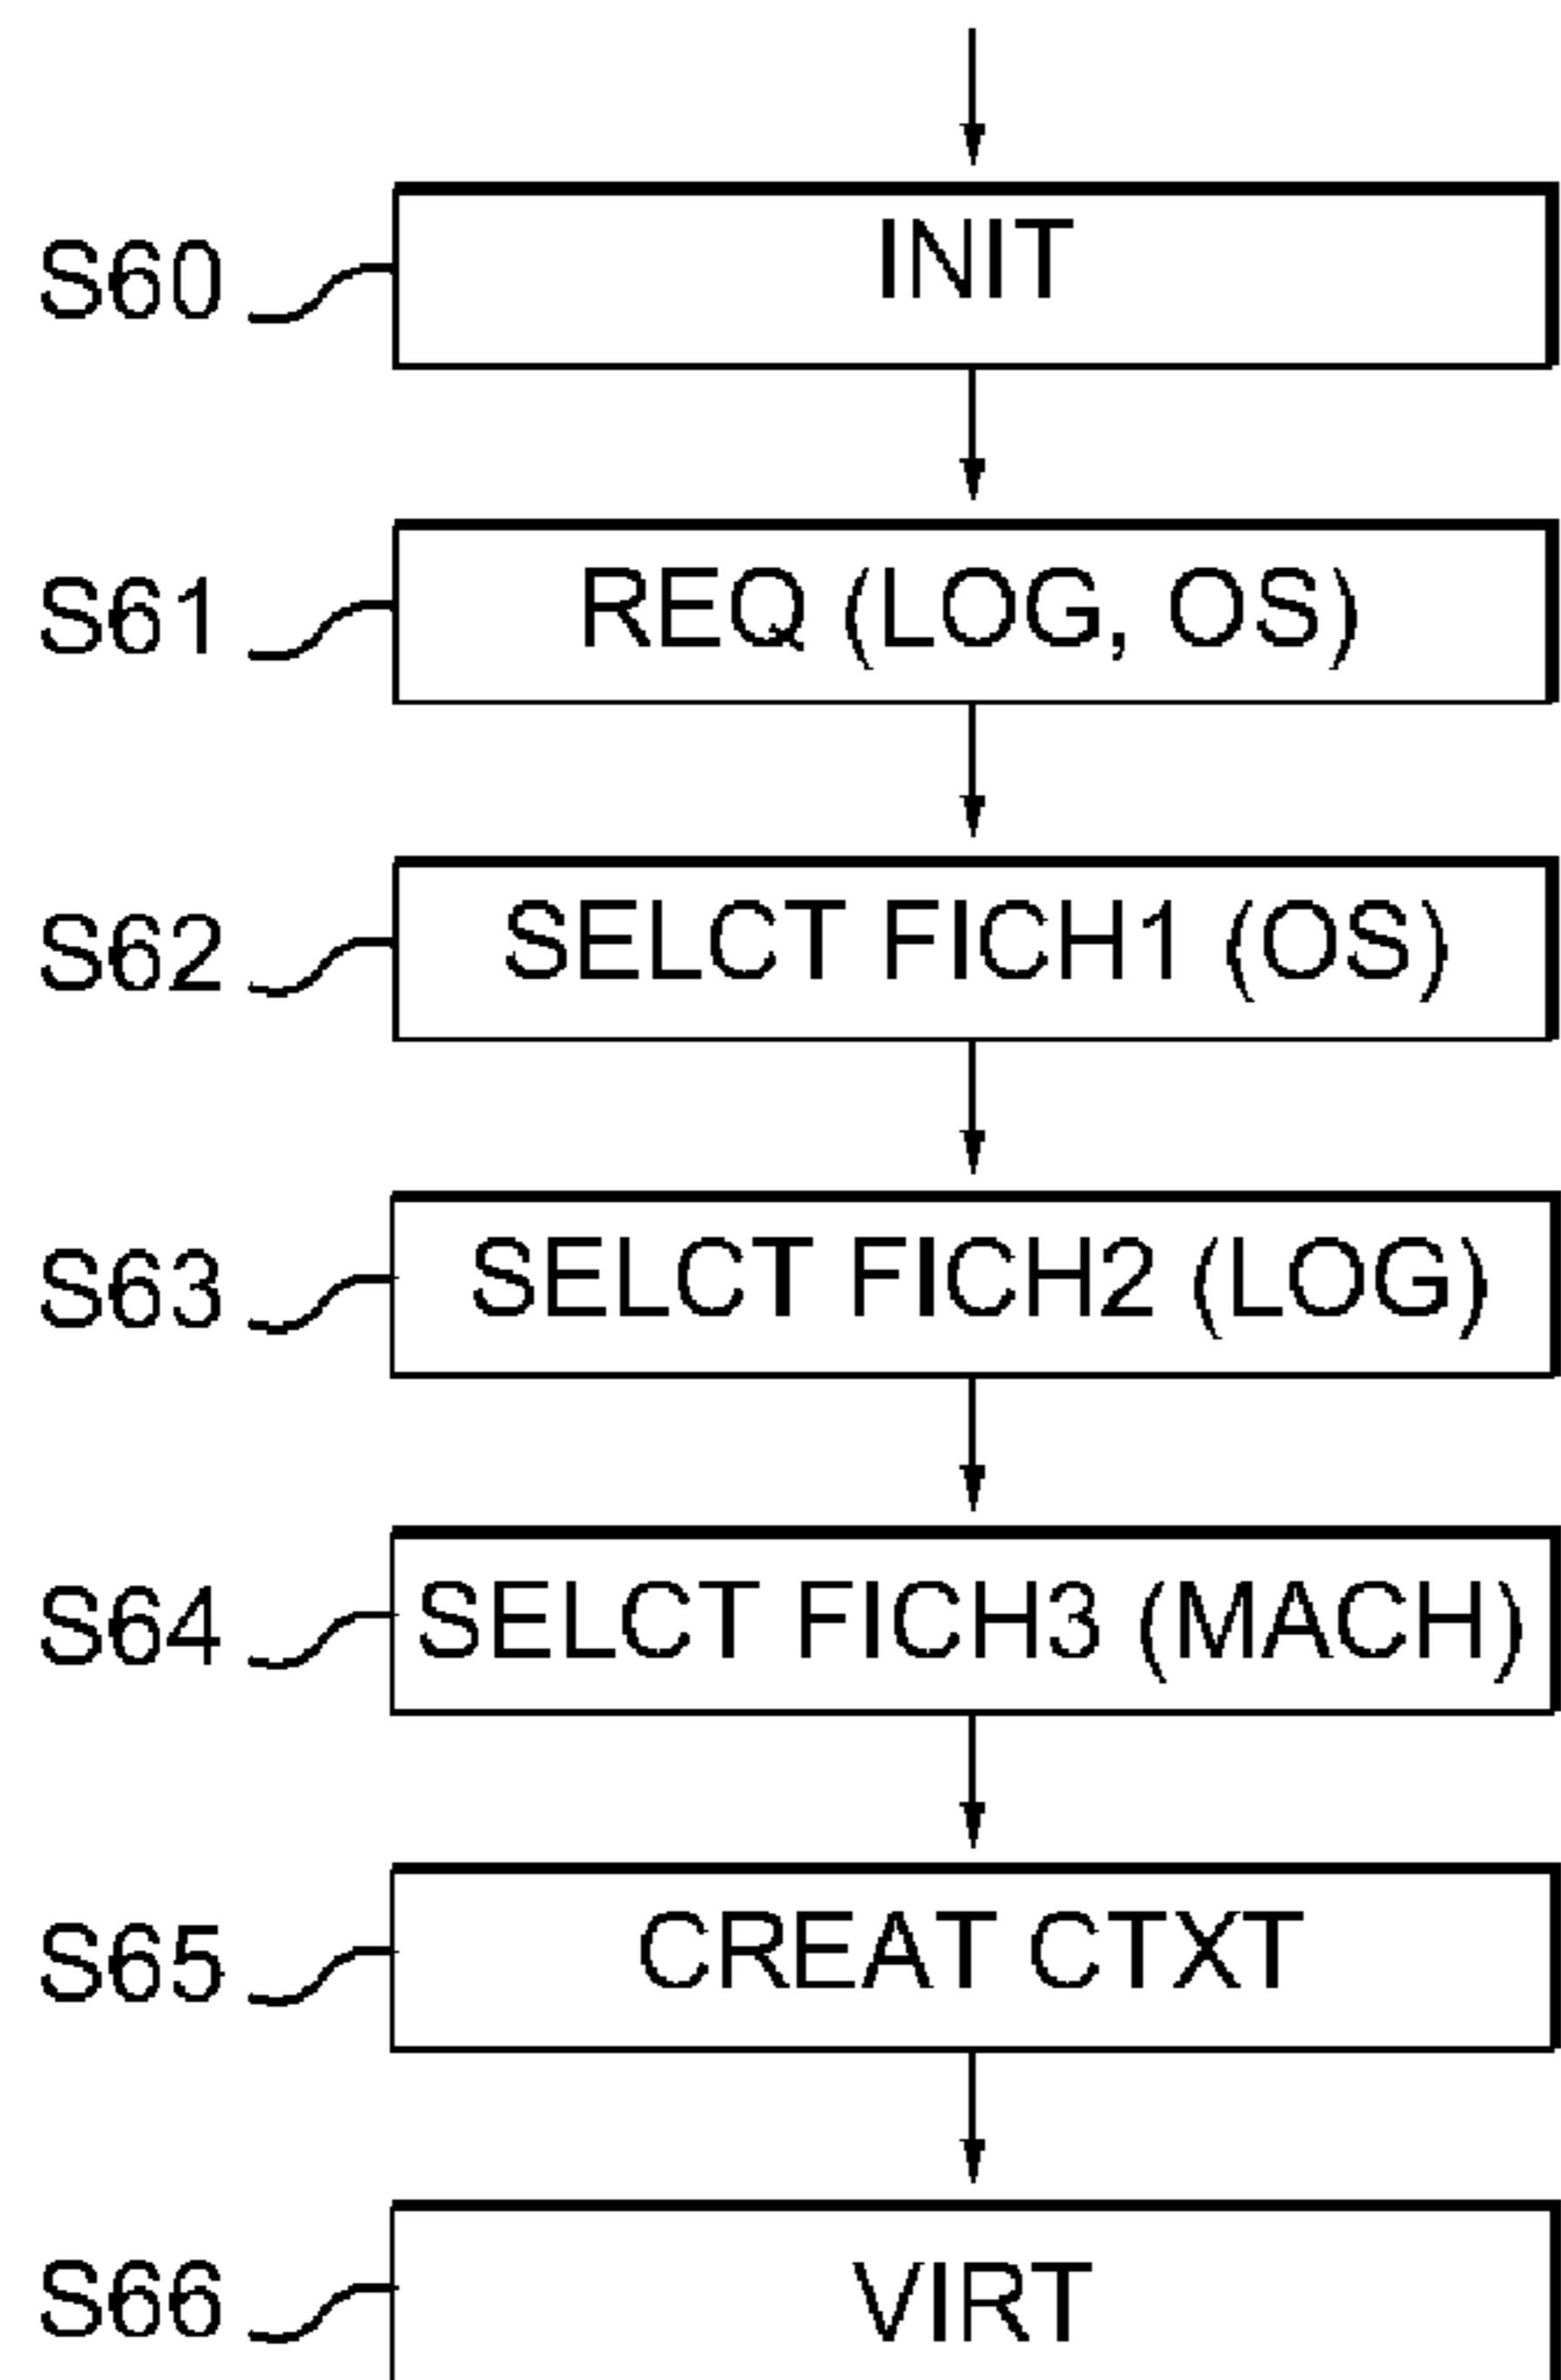 S60 INIT
S61 REQ (LOG, OS)
S62 SELCT FICH1 (OS)
S63 SELCT FICH2 (LOG)
S64 SELCT FICH3 (MACH)
S65 CREAT CTXT
S66 VIRT